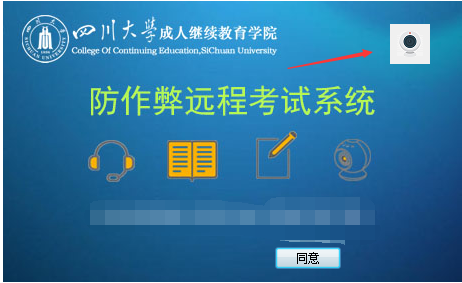 四川大學成人继续教育学院
College Of Continuing Education,SiChuan University
防作弊远程考试系统
同意